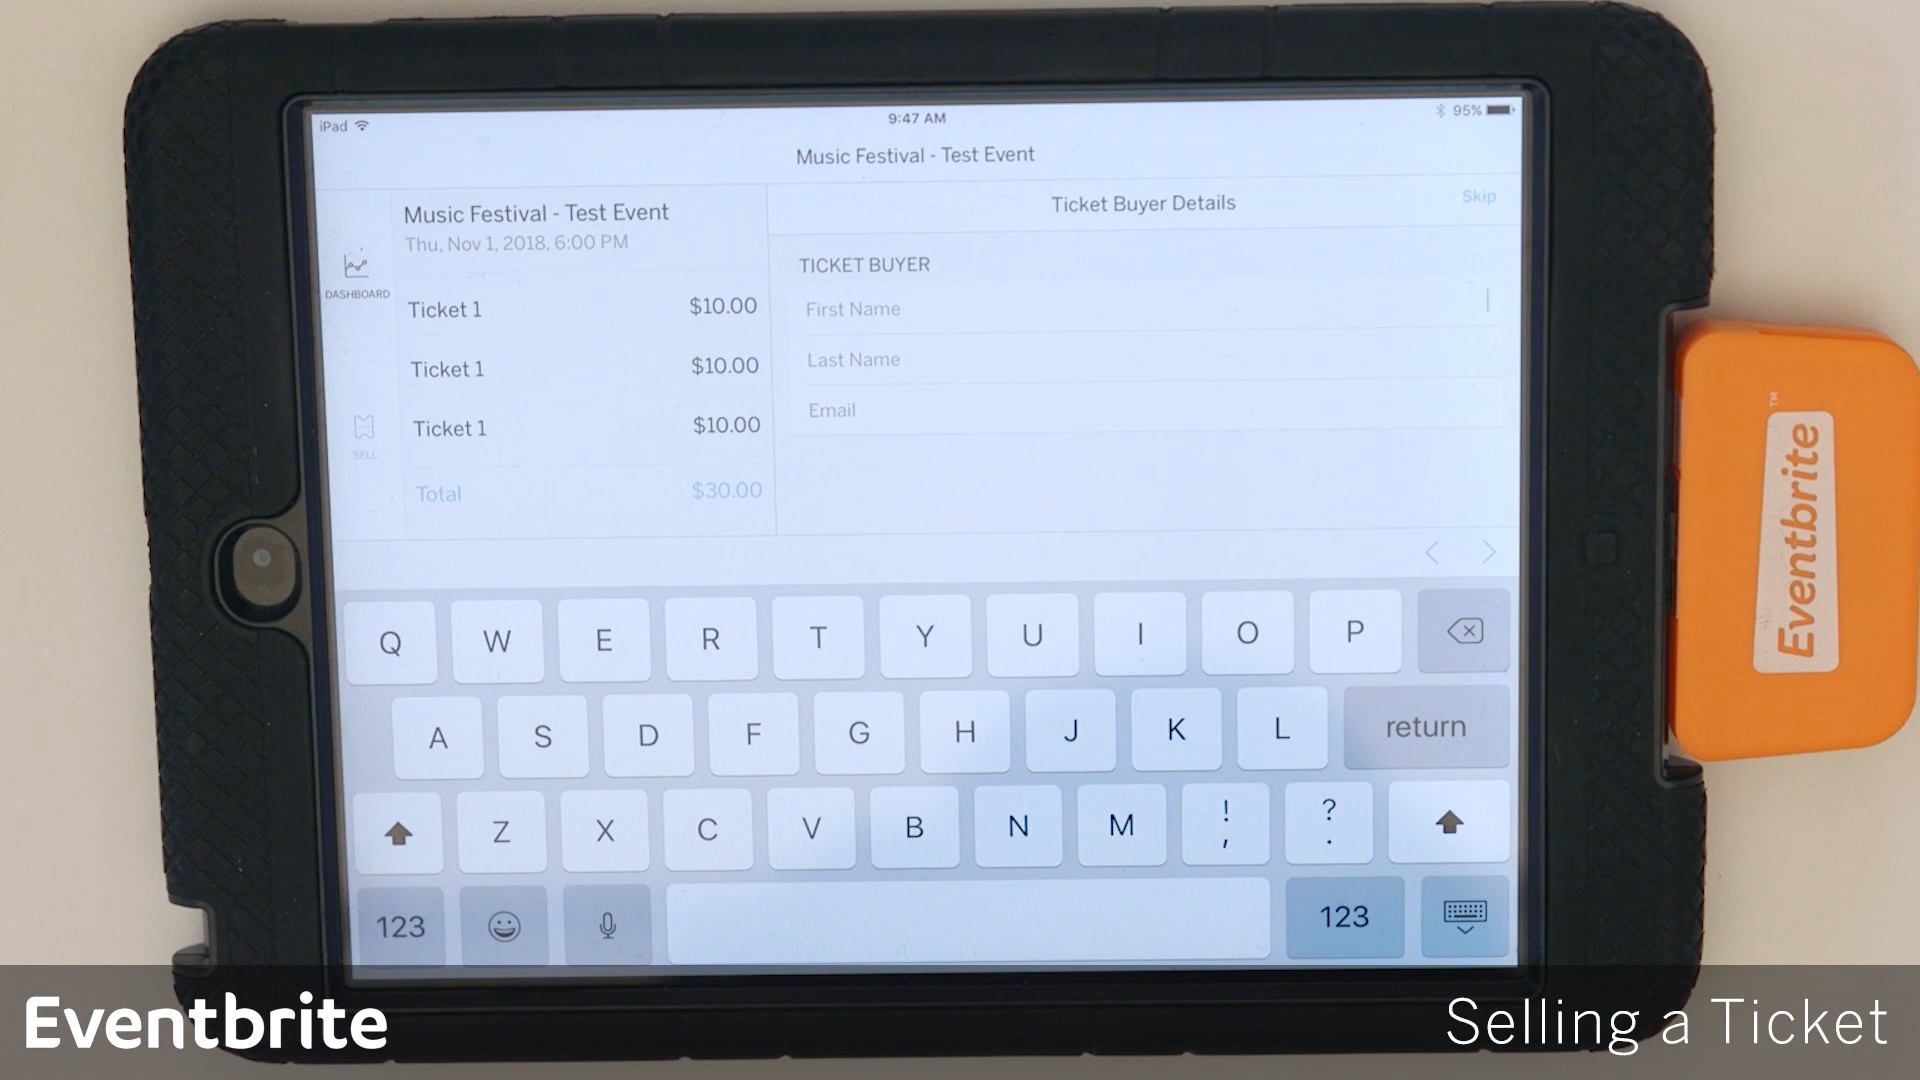 iPad
9:47 AM
95%
Music Festival - Test Event
Music Festival - Test Event
Thu, Nov 1, 2018, 6:00 PM
DASHBOARD
Ticket 1 $10.00
Ticket 1 $10.00
Ticket 1 $10.00
SELL
Total $30.00
Ticket Buyer Details
Skip
TICKET BUYER
First Name
Last Name
Email
Q W E R T Y U I O P
A S D F G H J K L return
Z X C V B N M ! , ? .
123 123
Eventbrite™
Eventbrite
Selling a Ticket